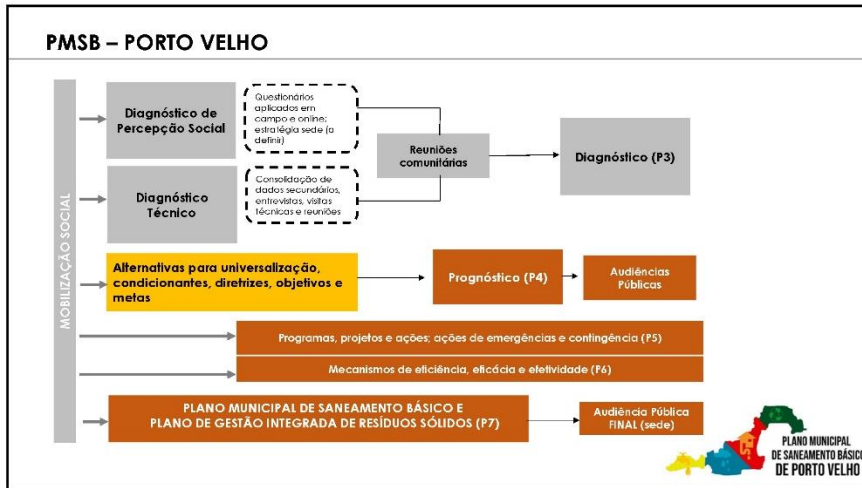 PMSB – PORTO VELHO
MOBILIZAÇÃO SOCIAL
Diagnóstico de
Percepção Social
Questionários
aplicados em
campo e online;
estratégia sede (a
definir)
Reuniões
comunitárias
Diagnóstico (P3)
Diagnóstico
Técnico
Consolidação de
dados secundários,
entrevistas, visitas
técnicas e reuniões
Alternativas para universalização,
condicionantes, diretrizes, objetivos e
metas
Prognóstico (P4)
Audiências
Públicas
Programas, projetos e ações; ações de emergências e contingência (P5)
Mecanismos de eficiência, eficácia e efetividade (P6)
PLANO MUNICIPAL DE SANEAMENTO BÁSICO E
PLANO DE GESTÃO INTEGRADA DE RESÍDUOS SÓLIDOS (P7)
Audiência Pública
FINAL (sede)
PLANO MUNICIPAL
DE SANEAMENTO BÁSICO
DE PORTO VELHO